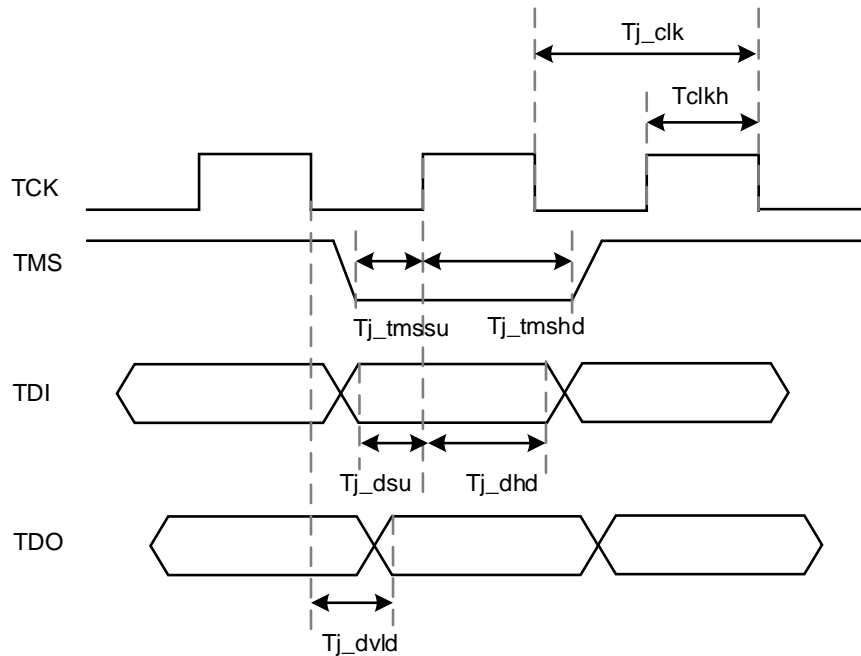 Tj_clk
Tclkh
TCK
TMS
Tj_tmssu
Tj_tmshd
TDI
Tj_dsu
Tj_dhd
TDO
Tj_dvld